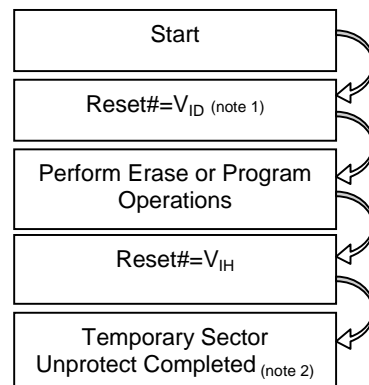 Start
Reset#=VID (note 1)
Perform Erase or Program
Operations
Reset#=VIH
Temporary Sector
Unprotect Completed (note 2)